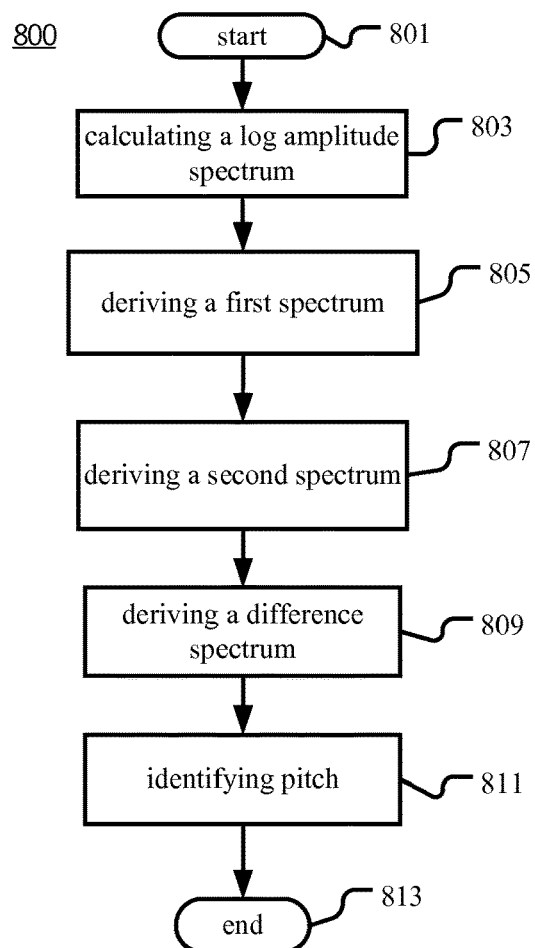 800
start
801
calculating a log amplitude
spectrum
803
deriving a first spectrum
805
deriving a second spectrum
807
deriving a difference
spectrum
809
identifying pitch
811
end
813